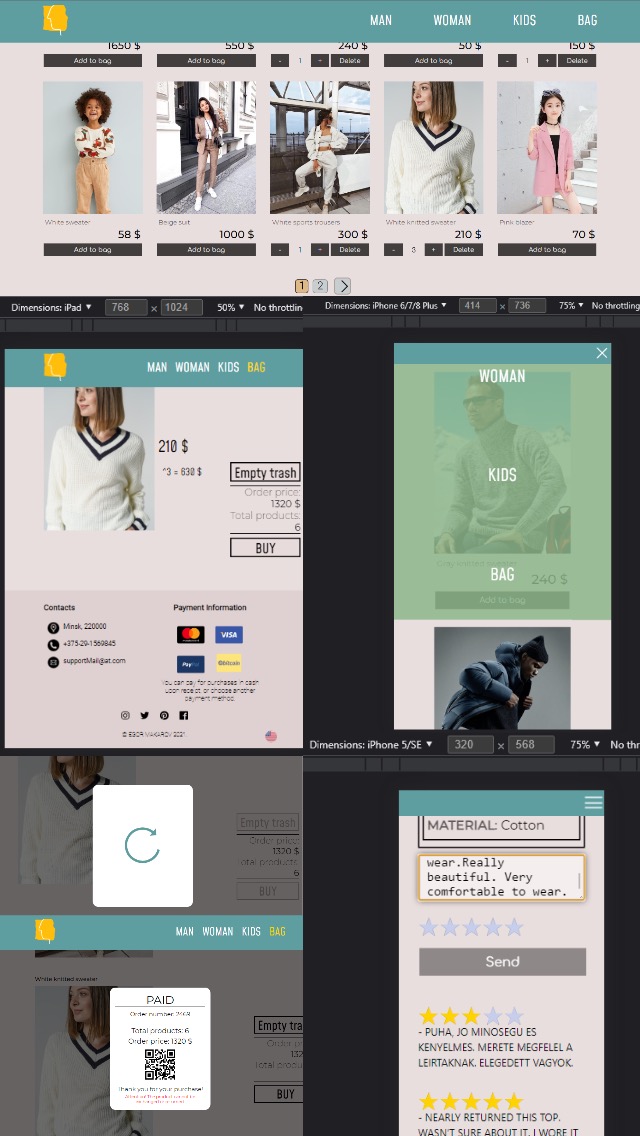 MAN WOMAN KIDS BAG
1650 $ 550 $ 240 $ 50 $ 150 $
Add to bag Add to bag - 1 + Delete Add to bag - 1 + Delete
White sweater Beige suit White sports trousers White knitted sweater Pink blazer
58 $ 1000 $ 300 $ 210 $ 70 $
Add to bag Add to bag - 1 + Delete - 3 + Delete Add to bag
1 2
Dimensions: iPad ▼ 768 × 1024 50% ▼ No throttlin
MAN WOMAN KIDS BAG
210 $
*3 = 630 $
Empty trash
Order price:
1320 $
Total products:
6
BUY
Contacts
Minsk, 220000
+375-29-1569845
supportMail@at.com
Payment Information
VISA
PayPal
bitcoin
You can pay for purchases in cash
upon receipt, or choose another
payment method.
© EGOR MAKAROV 2021.
Dimensions: iPhone 6/7/8 Plus ▼ 414 × 736 75% ▼ No throttling
WOMAN
KIDS
BAG
240 $
Add to bag
Empty trash
Order price:
1320 $
Total products:
6
BUY
MAN WOMAN KIDS BAG
White knitted sweater
PAID
Order number: 2469
Total products: 6
Order price: 1320 $
Thank you for your purchase!
Empty tra
Order pr
132
Total produ
BUY
Dimensions: iPhone 5/SE ▼ 320 × 568 75% ▼ No thr
MATERIAL: Cotton
wear.Really
beautiful. Very
comfortable to wear.
Send
- PUHA, JO MINOSEGU ES
KENYELMES. MERETE MEGFELEL A
LEIRTAKNAK. ELEGEDETT VAGYOK.
- NEARLY RETURNED THIS TOP.
WASN'T SURE ABOUT IT. I WORE IT